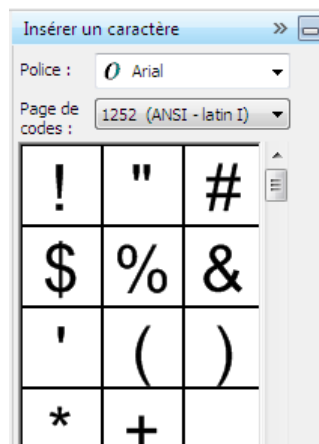 Insérer un caractère
Police : O Arial
Page de codes : 1252 (ANSI - latin I)
! " #
$ % &
' ( )
* +